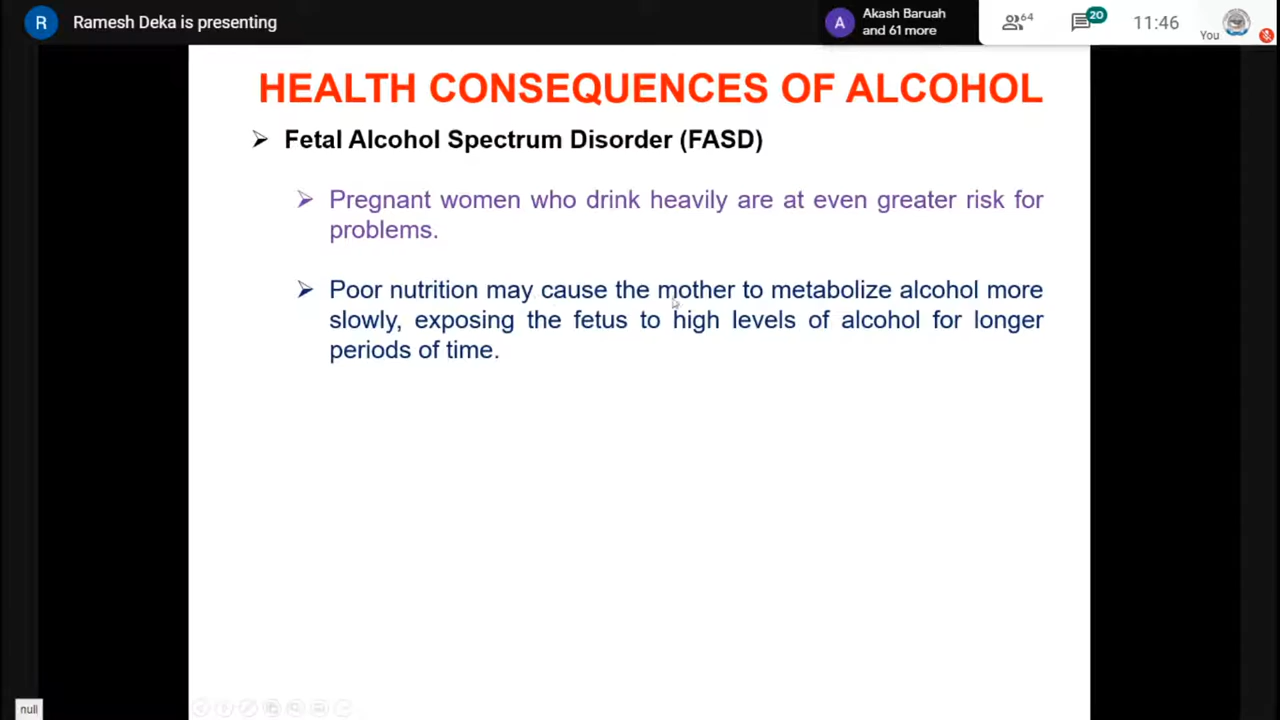 R Ramesh Deka is presenting
A Akash Baruah
and 61 more
64
20
11:46
You
HEALTH CONSEQUENCES OF ALCOHOL
Fetal Alcohol Spectrum Disorder (FASD)
Pregnant women who drink heavily are at even greater risk for
problems.
Poor nutrition may cause the mother to metabolize alcohol more
slowly, exposing the fetus to high levels of alcohol for longer
periods of time.
null